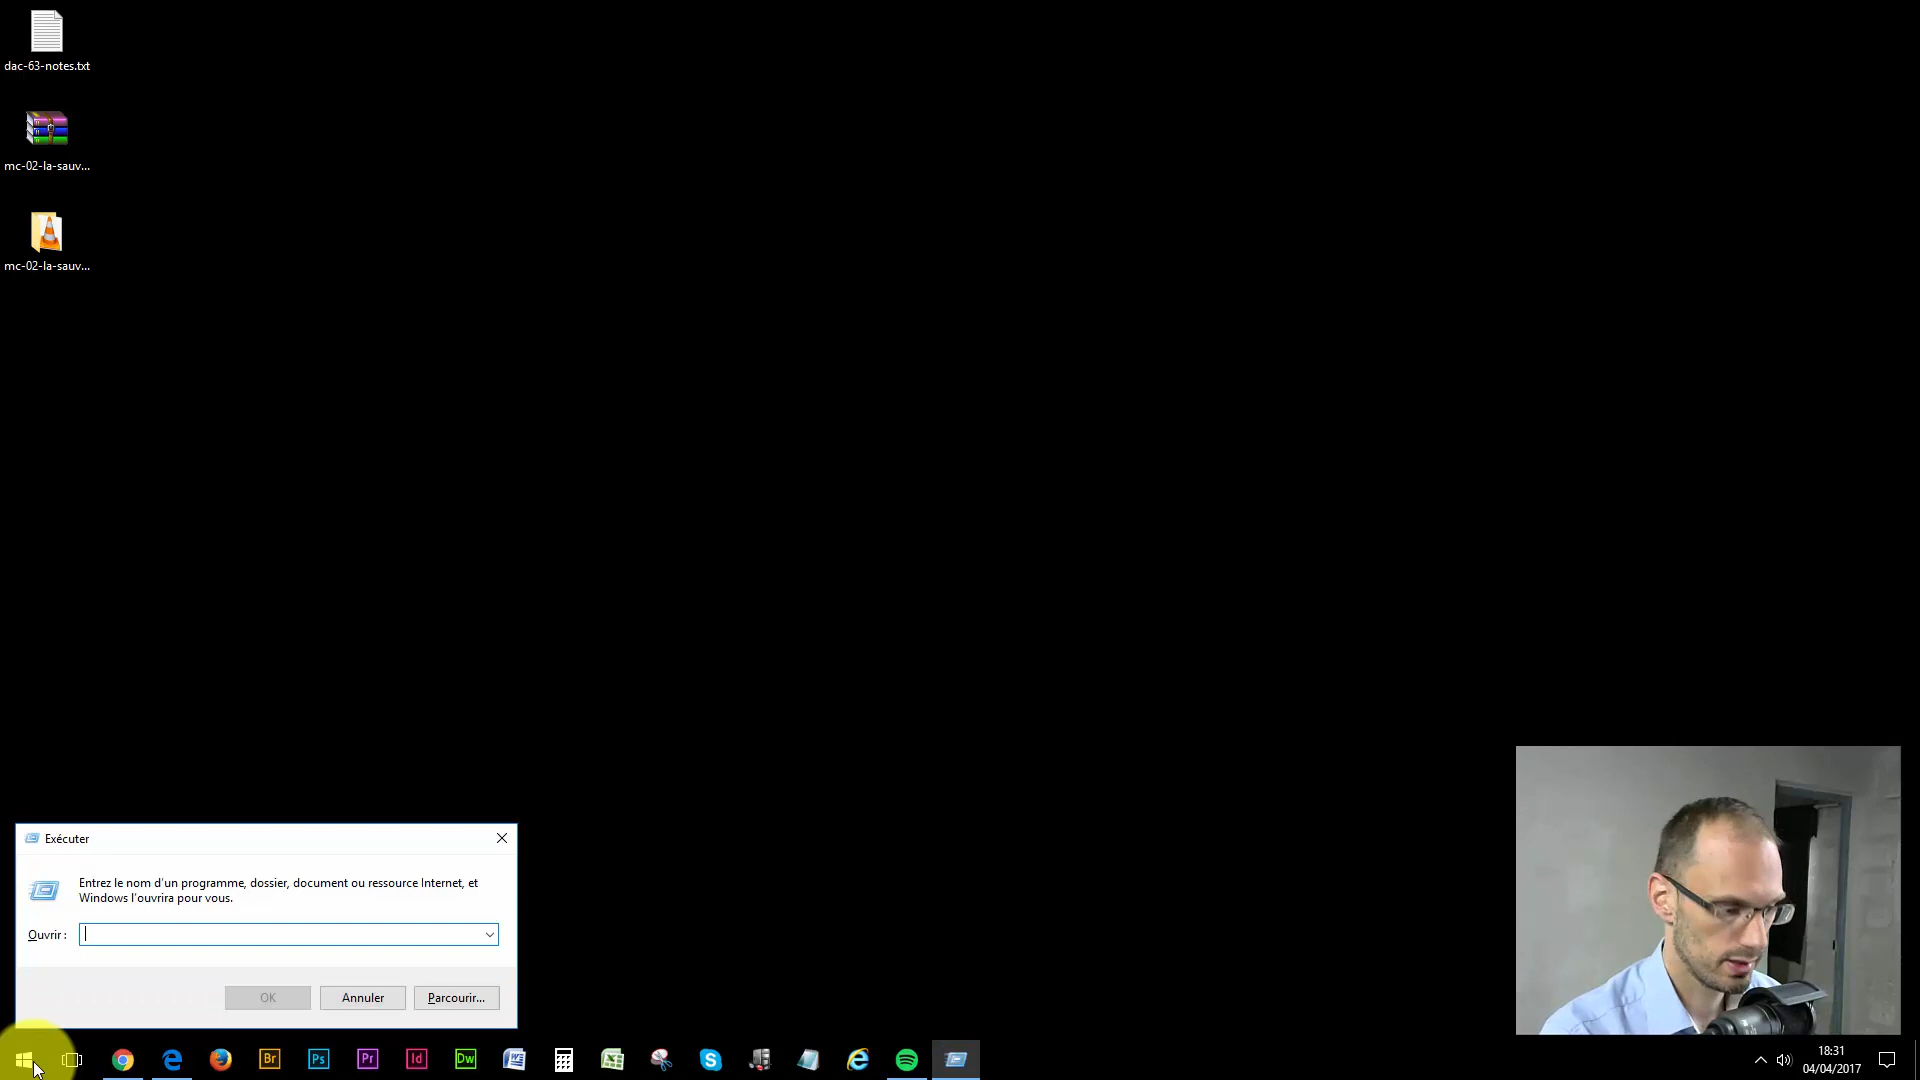 dac-63-notes.txt
mc-02-la-sauv...
mc-02-la-sauv...
Exécuter
Entrez le nom d'un programme, dossier, document ou ressource Internet, et
Windows l'ouvrira pour vous.
Ouvrir :
OK
Annuler
Parcourir...
Br
Ps
Pr
Id
Dw
18:31
04/04/2017